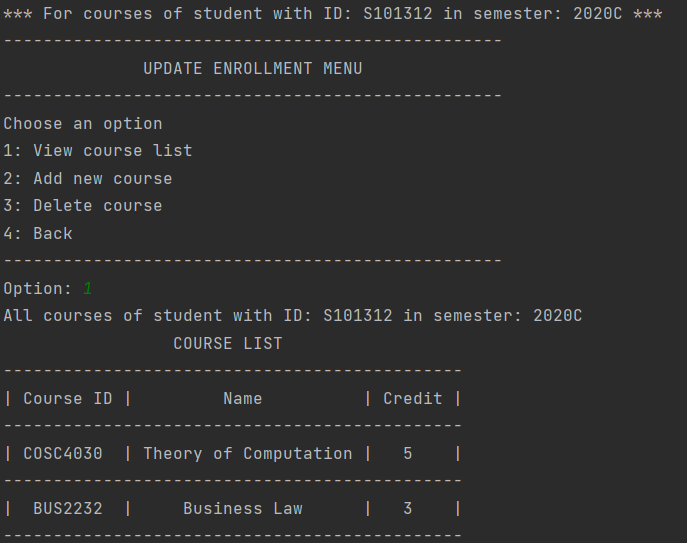 *** For courses of student with ID: S101312 in semester: 2020C ***
--------------------------------------------------
              UPDATE ENROLLMENT MENU
--------------------------------------------------
Choose an option
1: View course list
2: Add new course
3: Delete course
4: Back
--------------------------------------------------
Option: 1
All courses of student with ID: S101312 in semester: 2020C
                 COURSE LIST
----------------------------------------------
| Course ID |         Name          | Credit |
----------------------------------------------
| COSC4030  | Theory of Computation |   5    |
----------------------------------------------
|  BUS2232  |     Business Law      |   3    |
----------------------------------------------